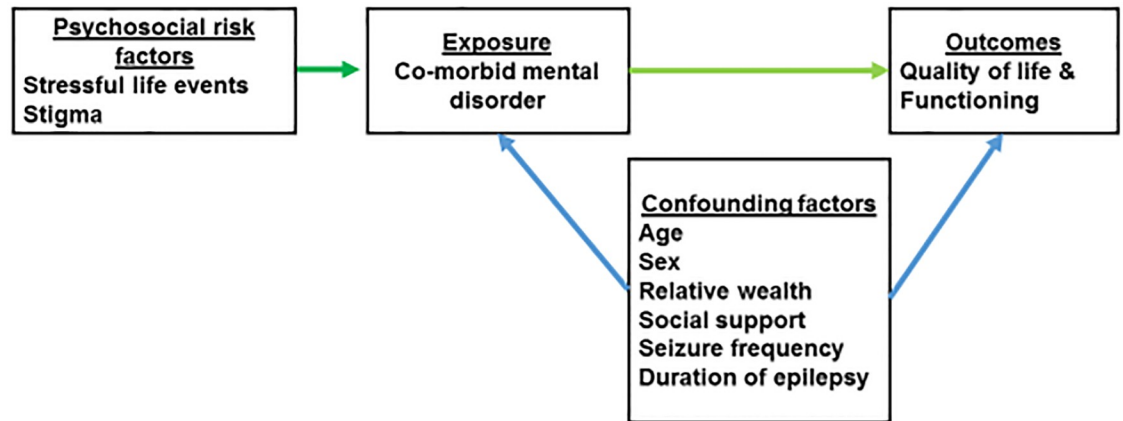 Psychosocial risk
factors
Stressful life events
Stigma
Exposure
Co-morbid mental
disorder
Outcomes
Quality of life &
Functioning
Confounding factors
Age
Sex
Relative wealth
Social support
Seizure frequency
Duration of epilepsy